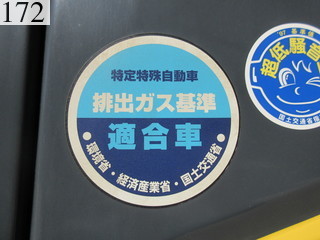 172
特定特殊自動車
排出ガス基準
適合車
・環境省・経済産業省・国土交通省・
'97
超低騒音
国土交通省